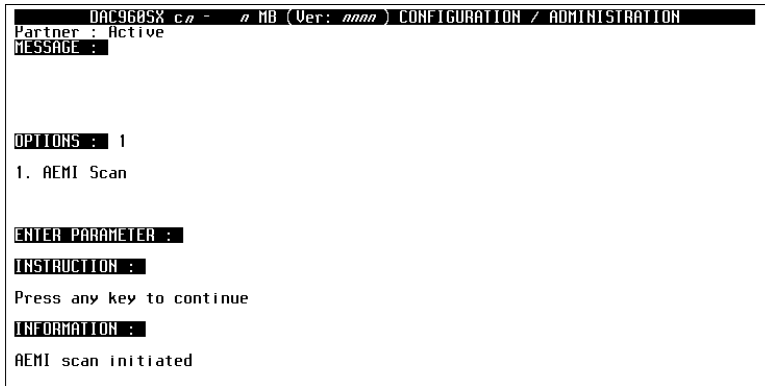 DAC960SX cn - n MB (Ver: nnnn ) CONFIGURATION / ADMINISTRATION
Partner : Active
MESSAGE :
OPTIONS : 1
1. AEMI Scan
ENTER PARAMETER :
INSTRUCTION :
Press any key to continue
INFORMATION :
AEMI scan initiated